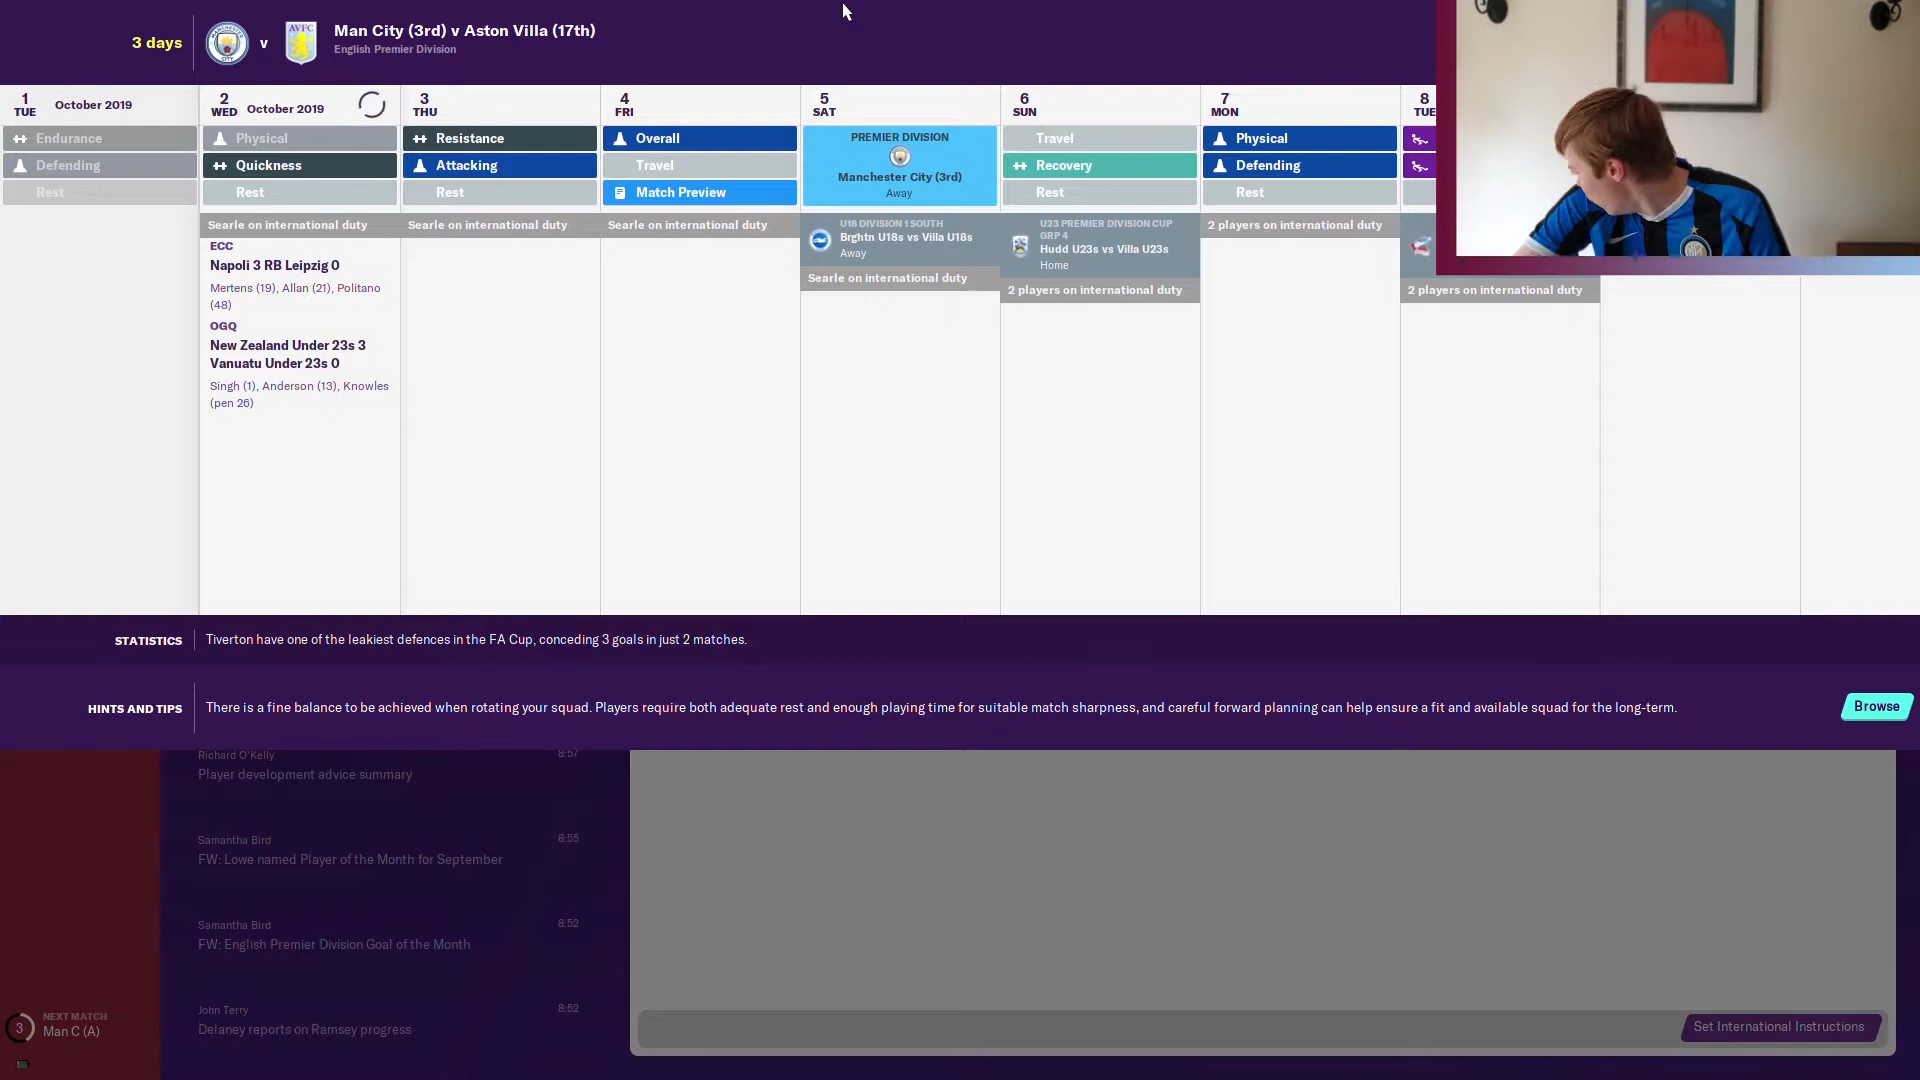 3 days
v
AVFC
Man City (3rd) v Aston Villa (17th)
English Premier Division
1
TUE
October 2019
Endurance
Defending
Rest
2
WED
October 2019
Physical
Quickness
Rest
Searle on international duty
ECC
Napoli 3 RB Leipzig 0
Mertens (19), Allan (21), Politano
(48)
OGQ
New Zealand Under 23s 3
Vanuatu Under 23s 0
Singh (1), Anderson (13), Knowles
(pen 26)
3
THU
Resistance
Attacking
Rest
Searle on international duty
4
FRI
Overall
Travel
Match Preview
Searle on international duty
5
SAT
PREMIER DIVISION
Manchester City (3rd)
Away
U18 DIVISION 1 SOUTH
Brghtn U18s vs Villa U18s
Away
Searle on international duty
6
SUN
Travel
Recovery
Rest
U23 PREMIER DIVISION CUP
GRP 4
Hudd U23s vs Villa U23s
Home
2 players on international duty
7
MON
Physical
Defending
Rest
2 players on international duty
8
TUE
2 players on international duty
STATISTICS
Tiverton have one of the leakiest defences in the FA Cup, conceding 3 goals in just 2 matches.
HINTS AND TIPS
There is a fine balance to be achieved when rotating your squad. Players require both adequate rest and enough playing time for suitable match sharpness, and careful forward planning can help ensure a fit and available squad for the long-term.
Browse
Richard O'Kelly
8:57
Player development advice summary
Samantha Bird
8:55
FW: Lowe named Player of the Month for September
Samantha Bird
8:52
FW: English Premier Division Goal of the Month
John Terry
8:52
Delaney reports on Ramsey progress
3
NEXT MATCH
Man C (A)
Set International Instructions